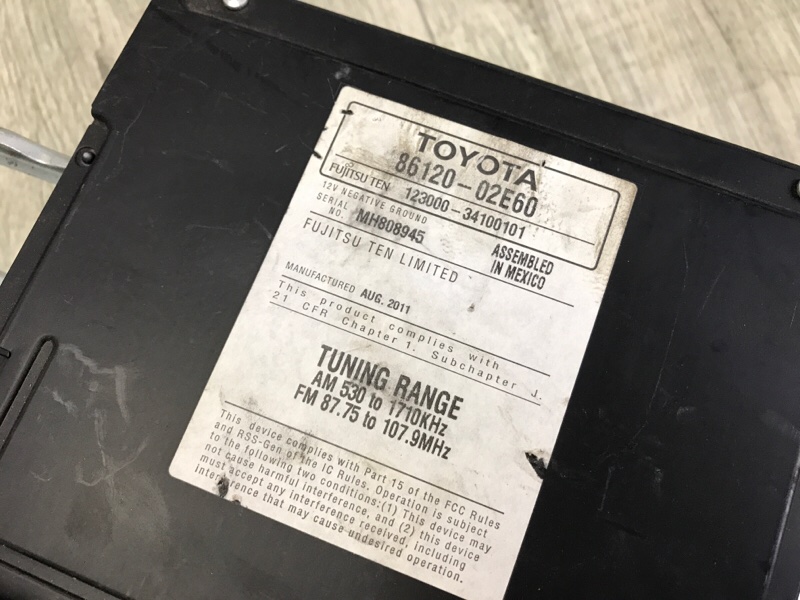 TOYOTA
86120-02E60
FUJITSU TEN 123000-34100101
12V NEGATIVE GROUND
SERIAL NO. MH808945
ASSEMBLED IN MEXICO
FUJITSU TEN LIMITED
MANUFACTURED AUG. 2011
This product complies with
21 CFR Chapter 1. Subchapter J.
TUNING RANGE
AM 530 to 1710KHz
FM 87.75 to 107.9MHz
This device complies with Part 15 of the FCC Rules
and RSS-Gen of the IC Rules, Operation is subject
to the following two conditions:(1) This device may
not cause harmful interference, and (2) this device
must accept any interference received, including
interference that may cause undesired operation.